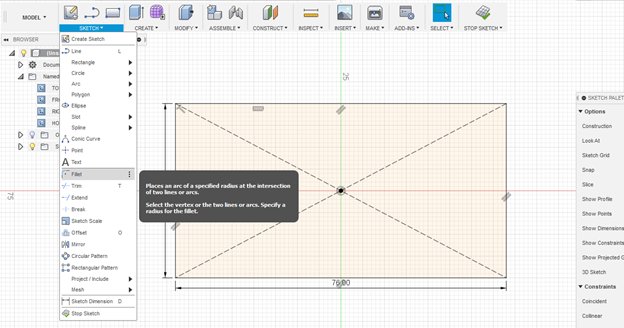 MODEL
SKETCH
CREATE
MODIFY
ASSEMBLE
CONSTRUCT
INSPECT
INSERT
MAKE
ADD-INS
SELECT
STOP SKETCH
BROWSER
Docum
Named
TO
FR
RIG
HO
O
S
Create Sketch
Line L
Rectangle
Circle
Arc
Polygon
Ellipse
Slot
Spline
Conic Curve
Point
Text
Fillet
Trim T
Extend
Break
Sketch Scale
Offset O
Mirror
Circular Pattern
Rectangular Pattern
Project / Include
Mesh
Sketch Dimension D
Stop Sketch
Places an arc of a specified radius at the intersection
of two lines or arcs.
Select the vertex or the two lines or arcs. Specify a
radius for the fillet.
75
76.00
SKETCH PALET
Options
Construction
Look At
Sketch Grid
Snap
Slice
Show Profile
Show Points
Show Dimensions
Show Constraints
Show Projected G
3D Sketch
Constraints
Coincident
Collinear